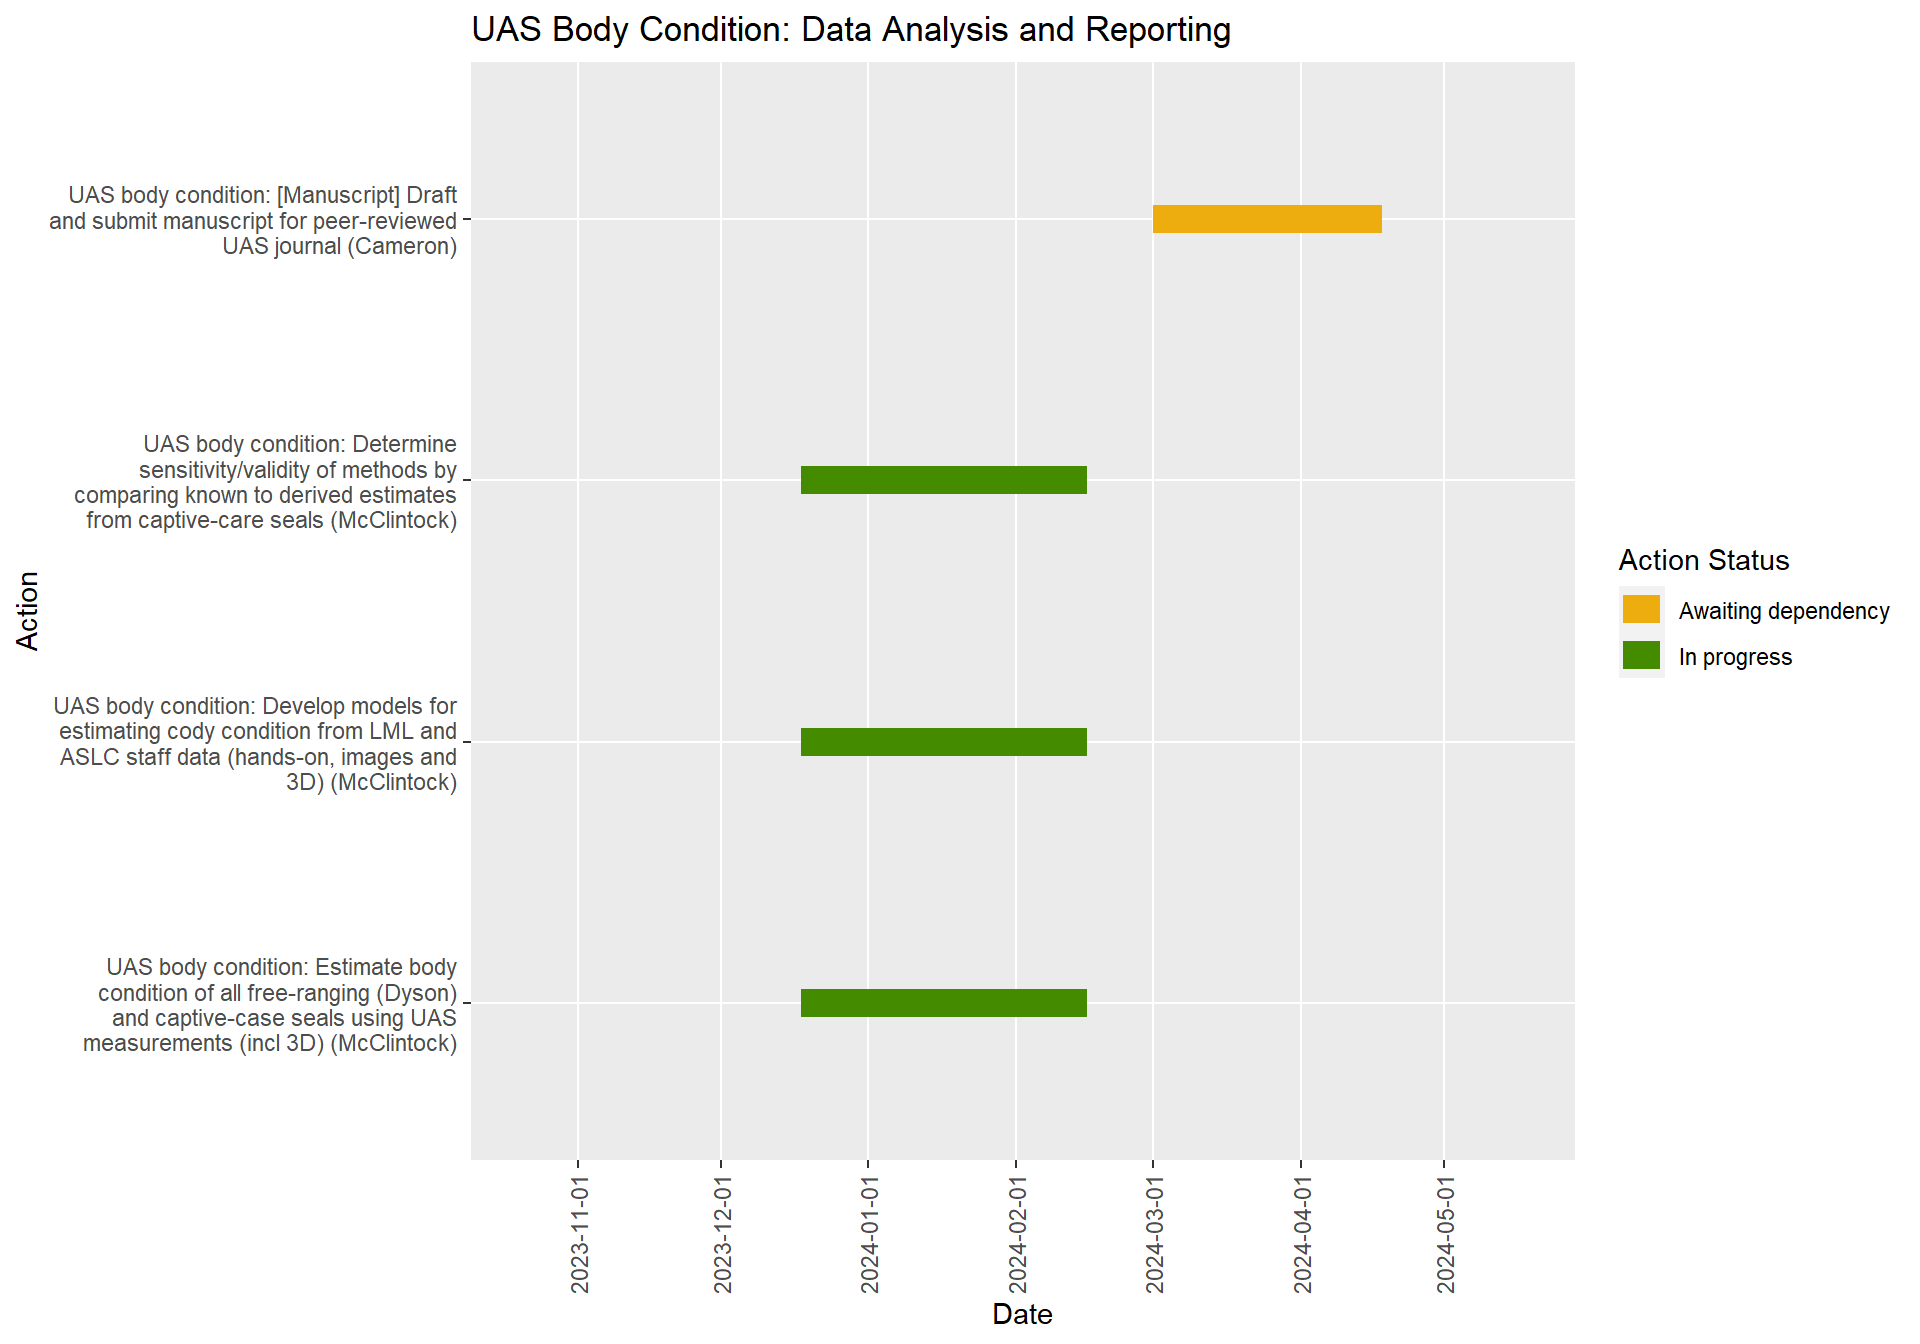 UAS Body Condition: Data Analysis and Reporting
UAS body condition: [Manuscript] Draft
and submit manuscript for peer-reviewed
UAS journal (Cameron)
UAS body condition: Determine
sensitivity/validity of methods by
comparing known to derived estimates
from captive-care seals (McClintock)
UAS body condition: Develop models for
estimating cody condition from LML and
ASLC staff data (hands-on, images and
3D) (McClintock)
UAS body condition: Estimate body
condition of all free-ranging (Dyson)
and captive-case seals using UAS
measurements (incl 3D) (McClintock)
Action
2023-11-01
2023-12-01
2024-01-01
2024-02-01
2024-03-01
2024-04-01
2024-05-01
Date
Action Status
Awaiting dependency
In progress